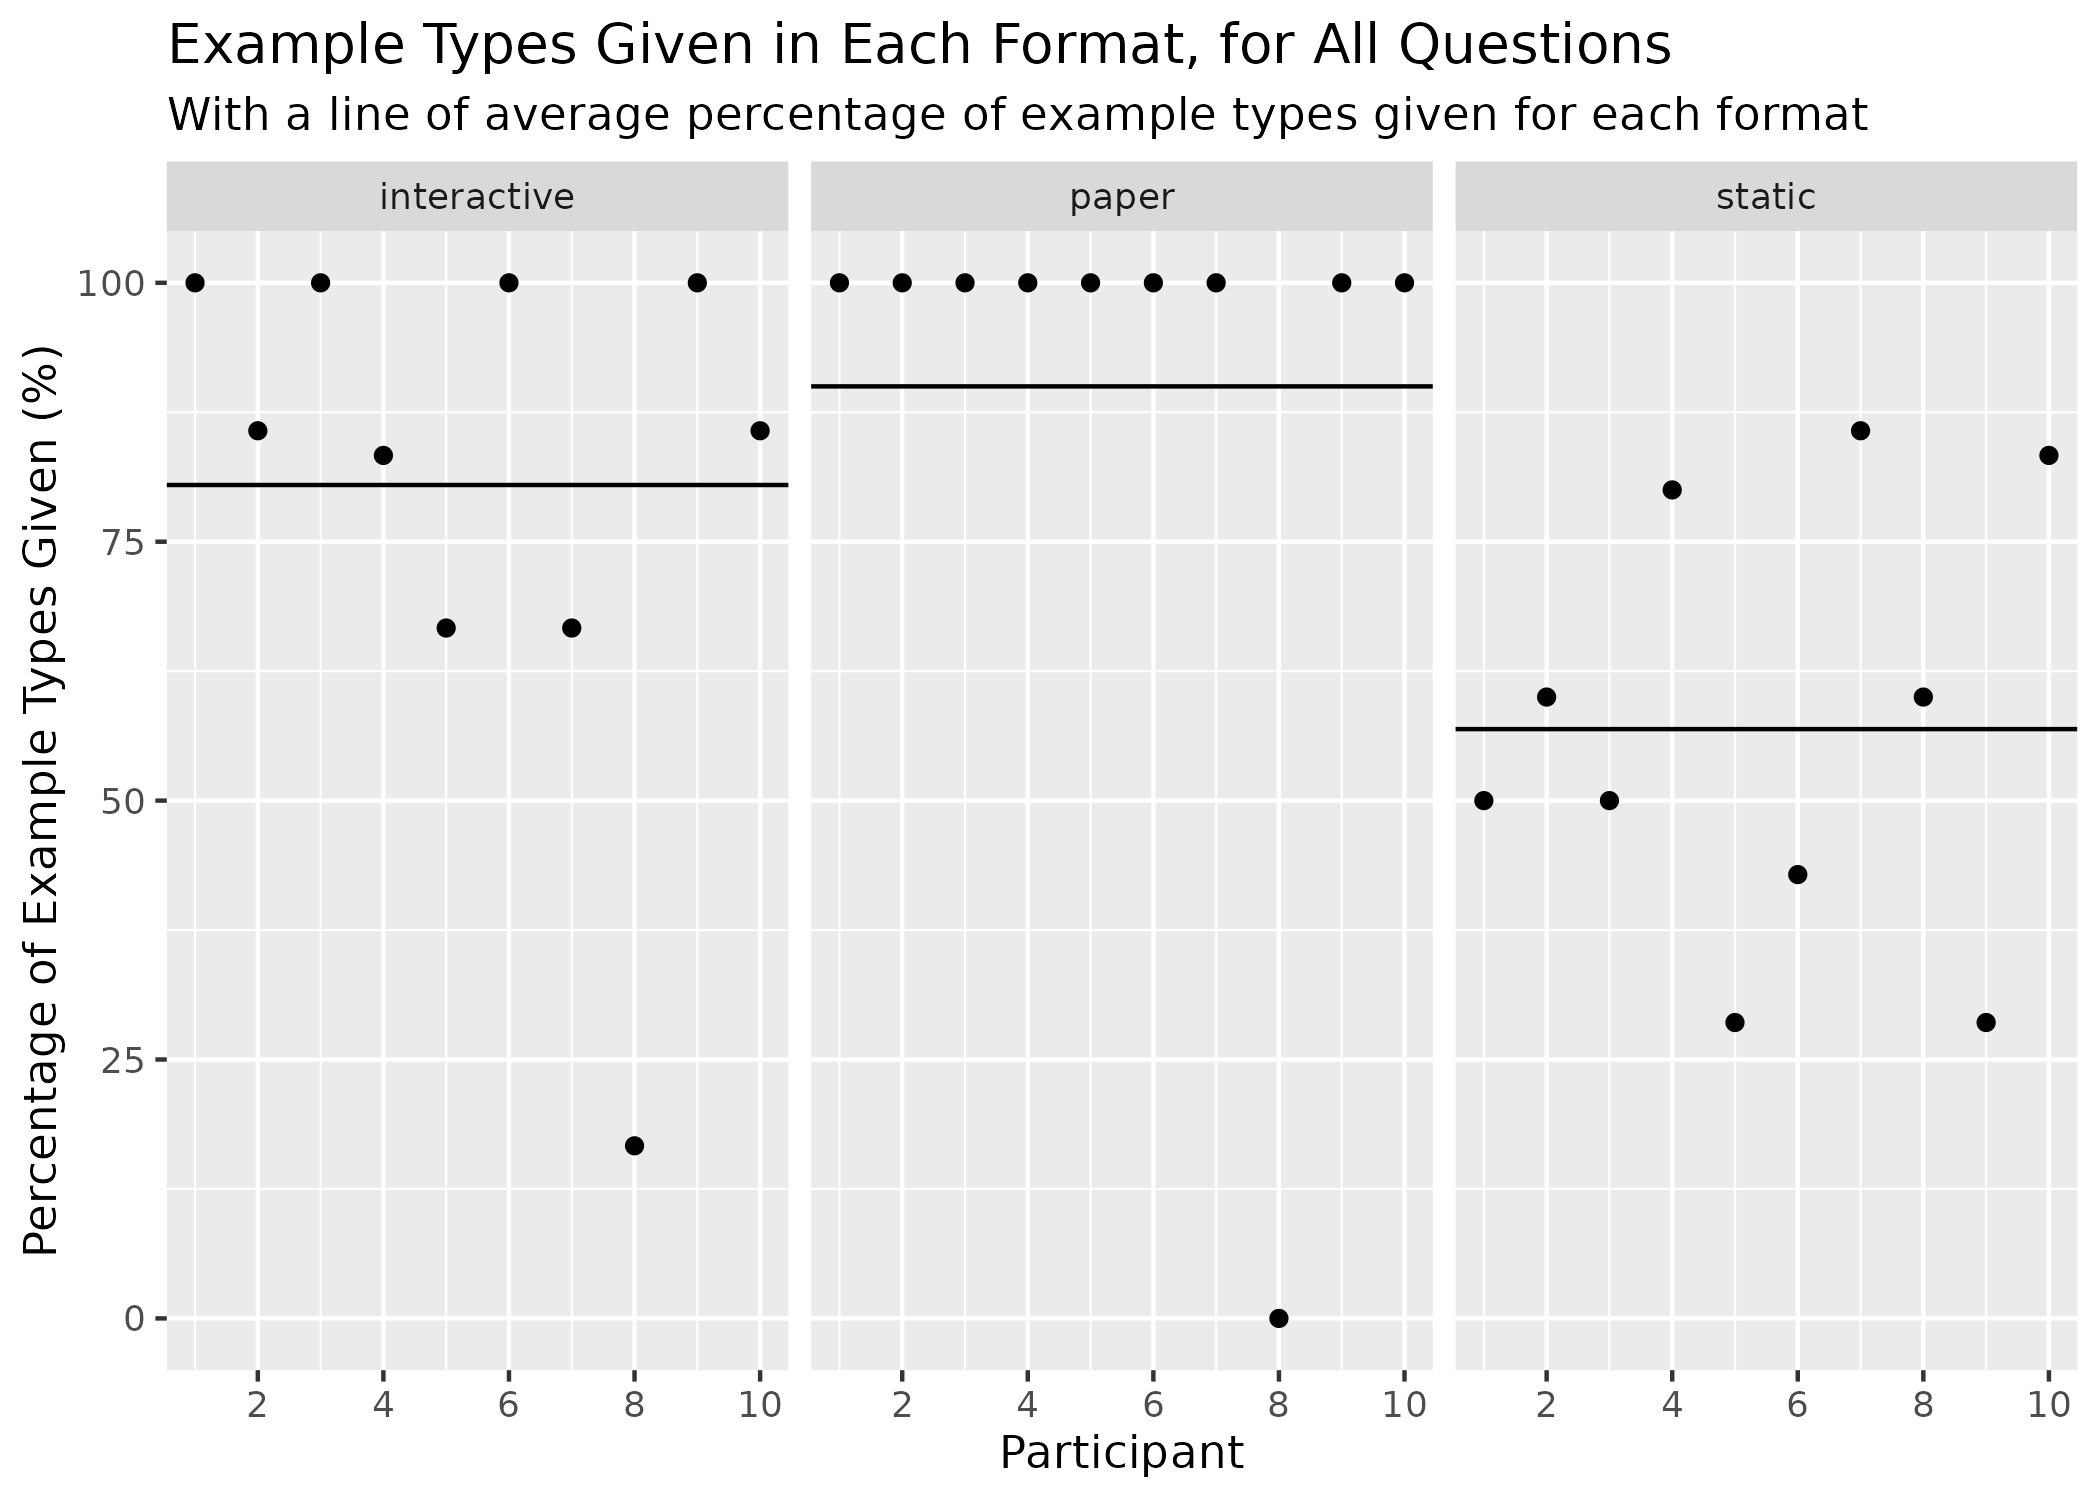 Example Types Given in Each Format, for All Questions
With a line of average percentage of example types given for each format
interactive
paper
static
Percentage of Example Types Given (%)
100
75
50
25
0
2 4 6 8 10
2 4 6 8 10
2 4 6 8 10
Participant